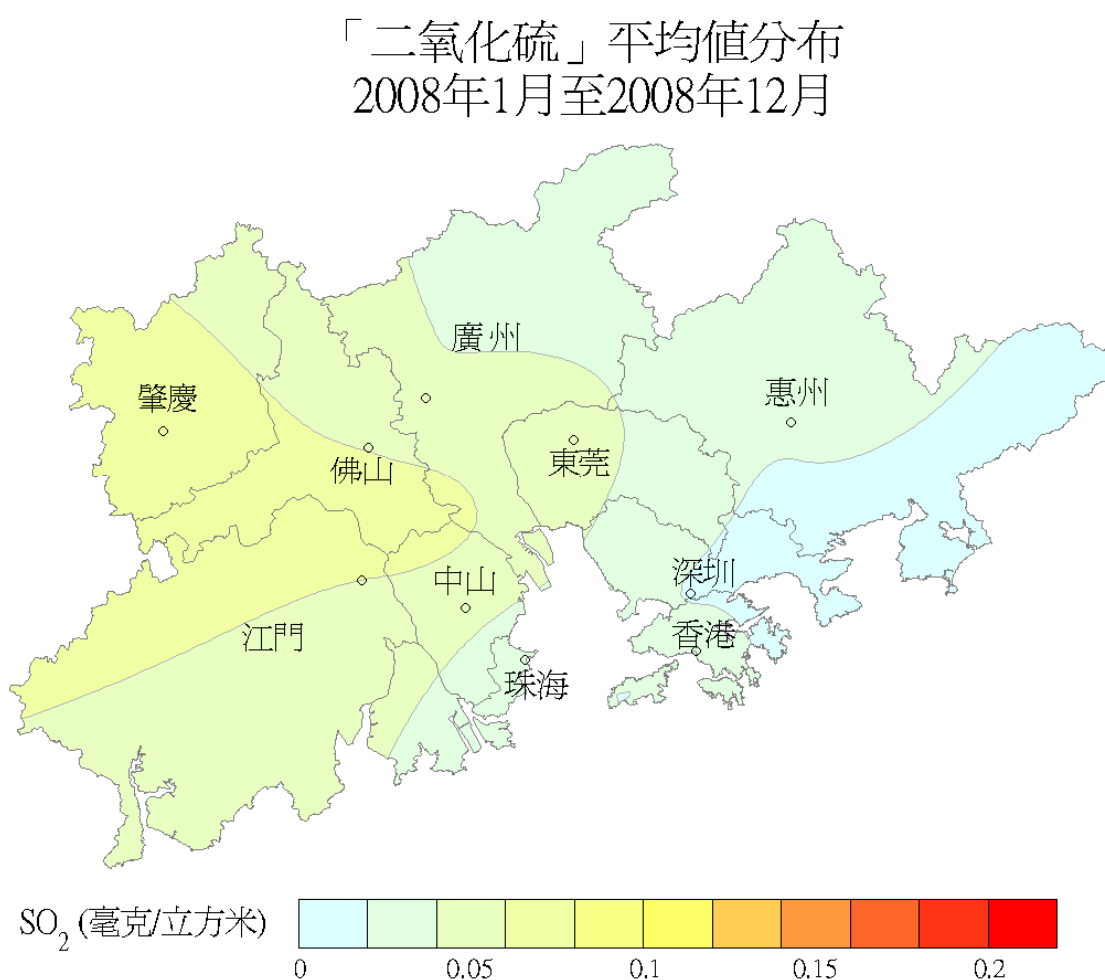 「二氧化硫」平均值分布
2008年1月至2008年12月
廣州
肇慶
惠州
佛山
東莞
深圳
中山
江門
香港
珠海
SO₂ (毫克/立方米)
0 0.05 0.1 0.15 0.2